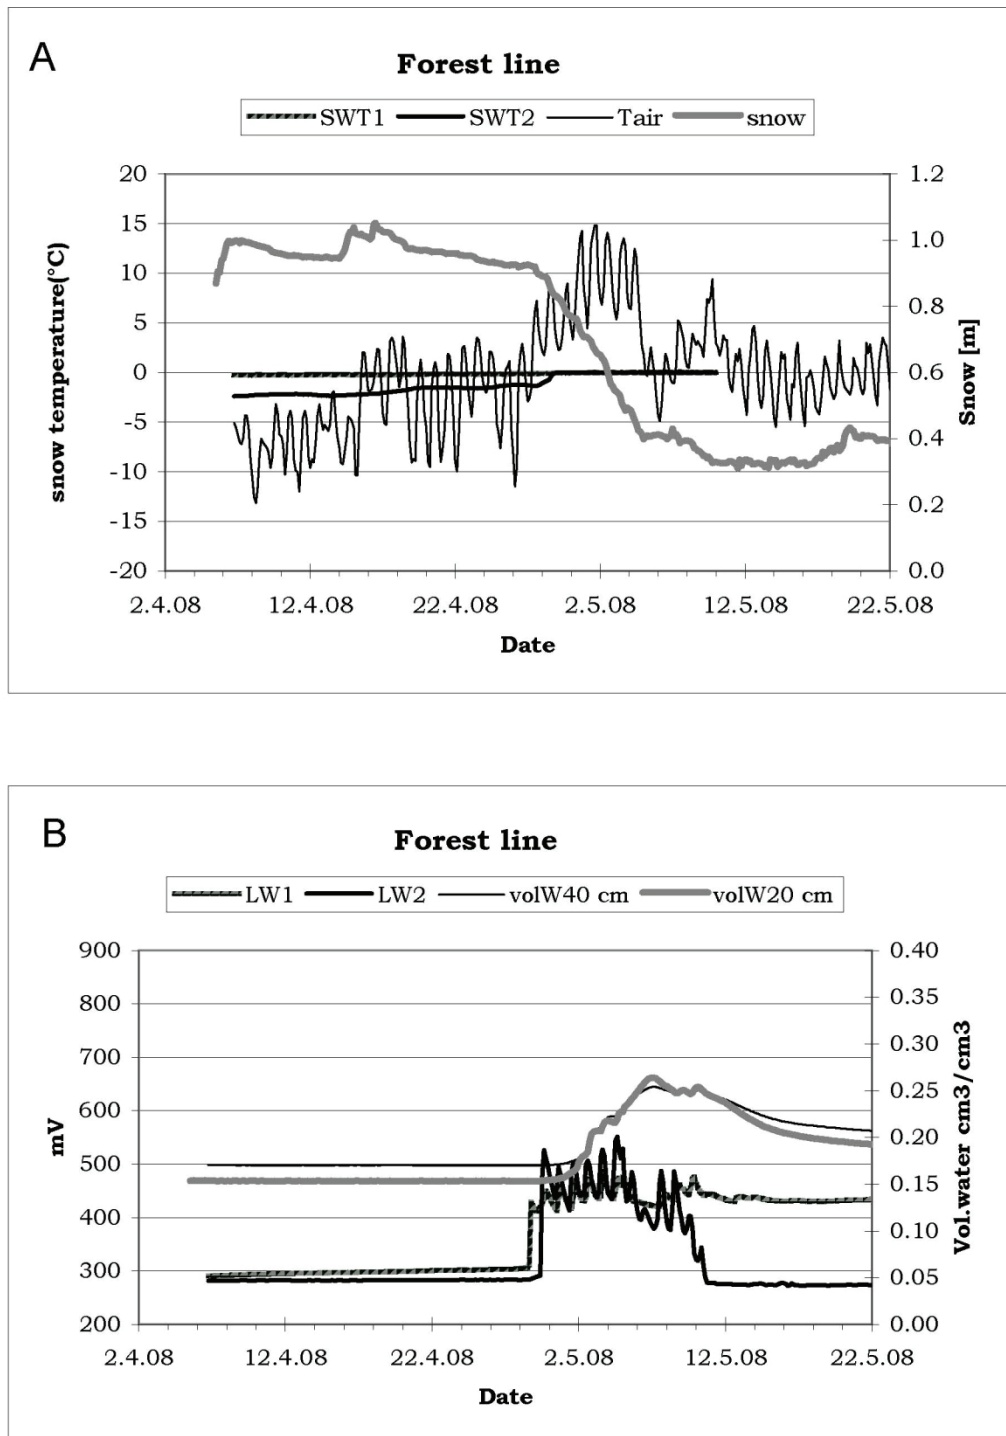 A
Forest line
SWT1 SWT2 Tair snow
20 1.2
15 1.0
10 0.8
5
0 0.6
-5 0.4
-10
-15 0.2
-20 0.0
snow temperature(°C)
Snow [m]
2.4.08 12.4.08 22.4.08 2.5.08 12.5.08 22.5.08
Date
B
Forest line
LW1 LW2 volW40 cm volW20 cm
900 0.40
800 0.35
700 0.30
600 0.25
500 0.20
400 0.15
300 0.10
200 0.05
0.00
mV
Vol.water cm3/cm3
2.4.08 12.4.08 22.4.08 2.5.08 12.5.08 22.5.08
Date